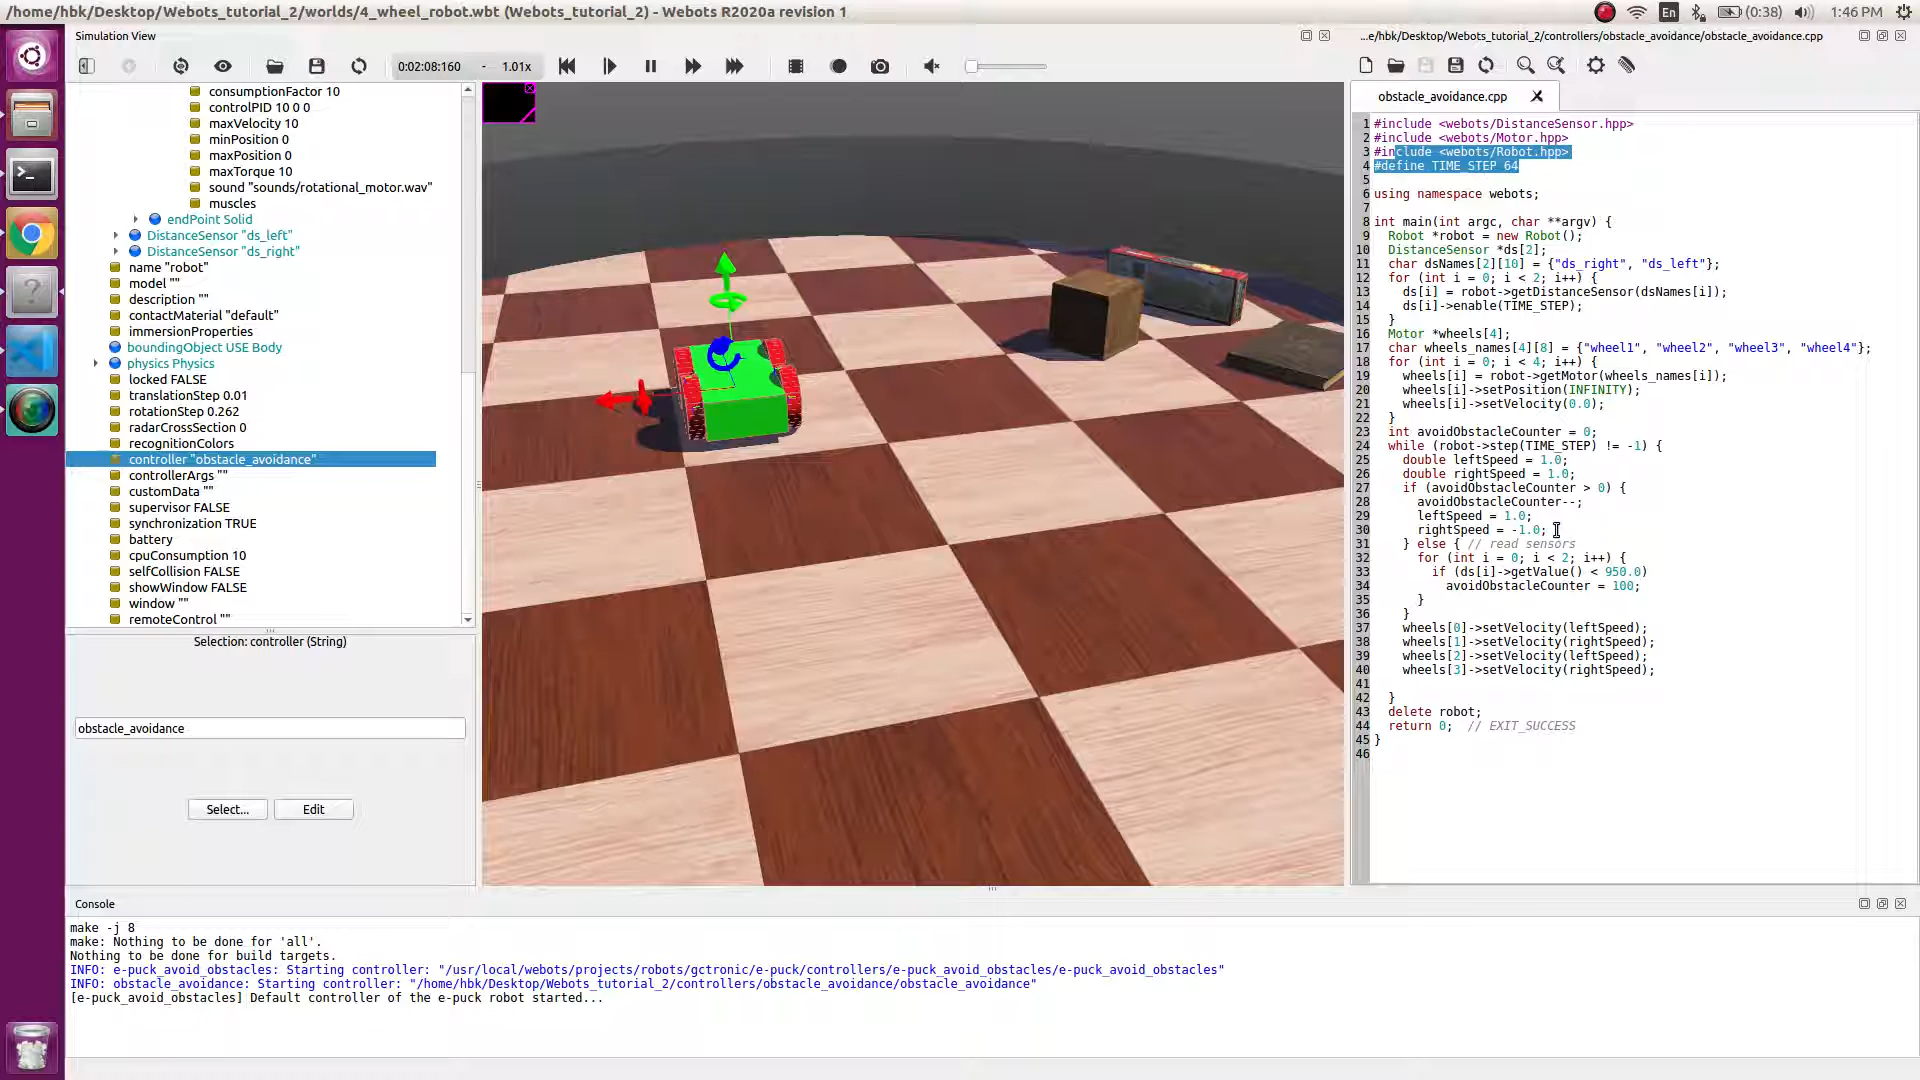 /home/hbk/Desktop/Webots_tutorial_2/worlds/4_wheel_robot.wbt (Webots_tutorial_2) - Webots R2020a revision 1
En
(0:38)
1:46 PM
Simulation View
0:02:08:160 - 1.01x
consumptionFactor 10
controlPID 10 0 0
maxVelocity 10
minPosition 0
maxPosition 0
maxTorque 10
sound "sounds/rotational_motor.wav"
muscles
endPoint Solid
DistanceSensor "ds_left"
DistanceSensor "ds_right"
name "robot"
model ""
description ""
contactMaterial "default"
immersionProperties
boundingObject USE Body
physics Physics
locked FALSE
translationStep 0.01
rotationStep 0.262
radarCrossSection 0
recognitionColors
controller "obstacle_avoidance"
controllerArgs ""
customData ""
supervisor FALSE
synchronization TRUE
battery
cpuConsumption 10
selfCollision FALSE
showWindow FALSE
window ""
remoteControl ""
Selection: controller (String)
obstacle_avoidance
Select...
Edit
...e/hbk/Desktop/Webots_tutorial_2/controllers/obstacle_avoidance/obstacle_avoidance.cpp
obstacle_avoidance.cpp
1 #include <webots/DistanceSensor.hpp>
2 #include <webots/Motor.hpp>
3 #include <webots/Robot.hpp>
4 #define TIME_STEP 64
5
6 using namespace webots;
7
8 int main(int argc, char **argv) {
9 Robot *robot = new Robot();
10 DistanceSensor *ds[2];
11 char dsNames[2][10] = {"ds_right", "ds_left"};
12 for (int i = 0; i < 2; i++) {
13 ds[i] = robot->getDistanceSensor(dsNames[i]);
14 ds[i]->enable(TIME_STEP);
15 }
16 Motor *wheels[4];
17 char wheels_names[4][8] = {"wheel1", "wheel2", "wheel3", "wheel4"};
18 for (int i = 0; i < 4; i++) {
19 wheels[i] = robot->getMotor(wheels_names[i]);
20 wheels[i]->setPosition(INFINITY);
21 wheels[i]->setVelocity(0.0);
22 }
23 int avoidObstacleCounter = 0;
24 while (robot->step(TIME_STEP) != -1) {
25 double leftSpeed = 1.0;
26 double rightSpeed = 1.0;
27 if (avoidObstacleCounter > 0) {
28 avoidObstacleCounter--;
29 leftSpeed = 1.0;
30 rightSpeed = -1.0;
31 } else { // read sensors
32 for (int i = 0; i < 2; i++) {
33 if (ds[i]->getValue() < 950.0)
34 avoidObstacleCounter = 100;
35 }
36 }
37 wheels[0]->setVelocity(leftSpeed);
38 wheels[1]->setVelocity(rightSpeed);
39 wheels[2]->setVelocity(leftSpeed);
40 wheels[3]->setVelocity(rightSpeed);
41
42 }
43 delete robot;
44 return 0; // EXIT_SUCCESS
45 }
46
Console
make -j 8
make: Nothing to be done for 'all'.
Nothing to be done for build targets.
INFO: e-puck_avoid_obstacles: Starting controller: "/usr/local/webots/projects/robots/gctronic/e-puck/controllers/e-puck_avoid_obstacles/e-puck_avoid_obstacles"
INFO: obstacle_avoidance: Starting controller: "/home/hbk/Desktop/Webots_tutorial_2/controllers/obstacle_avoidance/obstacle_avoidance"
[e-puck_avoid_obstacles] Default controller of the e-puck robot started...